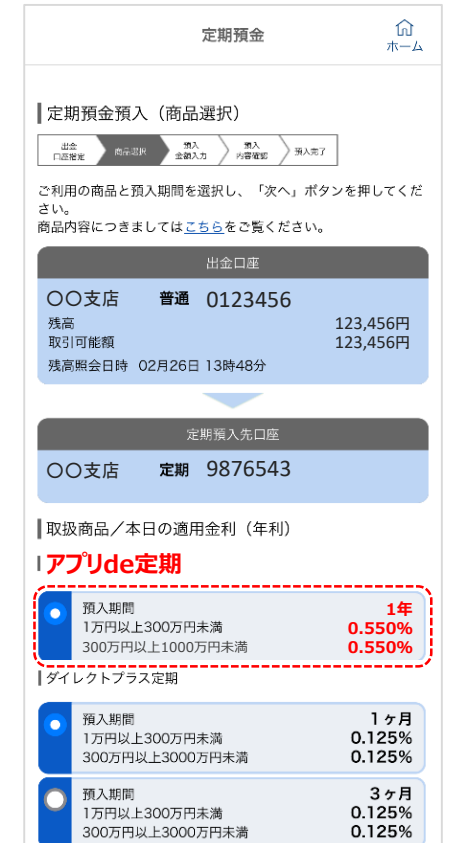 定期預金
ホーム
定期預金預入（商品選択）
出金
口座指定
商品選択
預入
金額入力
預入
内容確認
預入完了
ご利用の商品と預入期間を選択し、「次へ」ボタンを押してくだ
さい。
商品内容につきましてはこちらをご覧ください。
出金口座
〇〇支店 普通 0123456
残高 123,456円
取引可能額 123,456円
残高照会日時 02月26日 13時48分
定期預入先口座
〇〇支店 定期 9876543
取扱商品／本日の適用金利（年利）
アプリde定期
預入期間 1年
1万円以上300万円未満 0.550%
300万円以上1000万円未満 0.550%
ダイレクトプラス定期
預入期間 1ヶ月
1万円以上300万円未満 0.125%
300万円以上3000万円未満 0.125%
預入期間 3ヶ月
1万円以上300万円未満 0.125%
300万円以上3000万円未満 0.125%